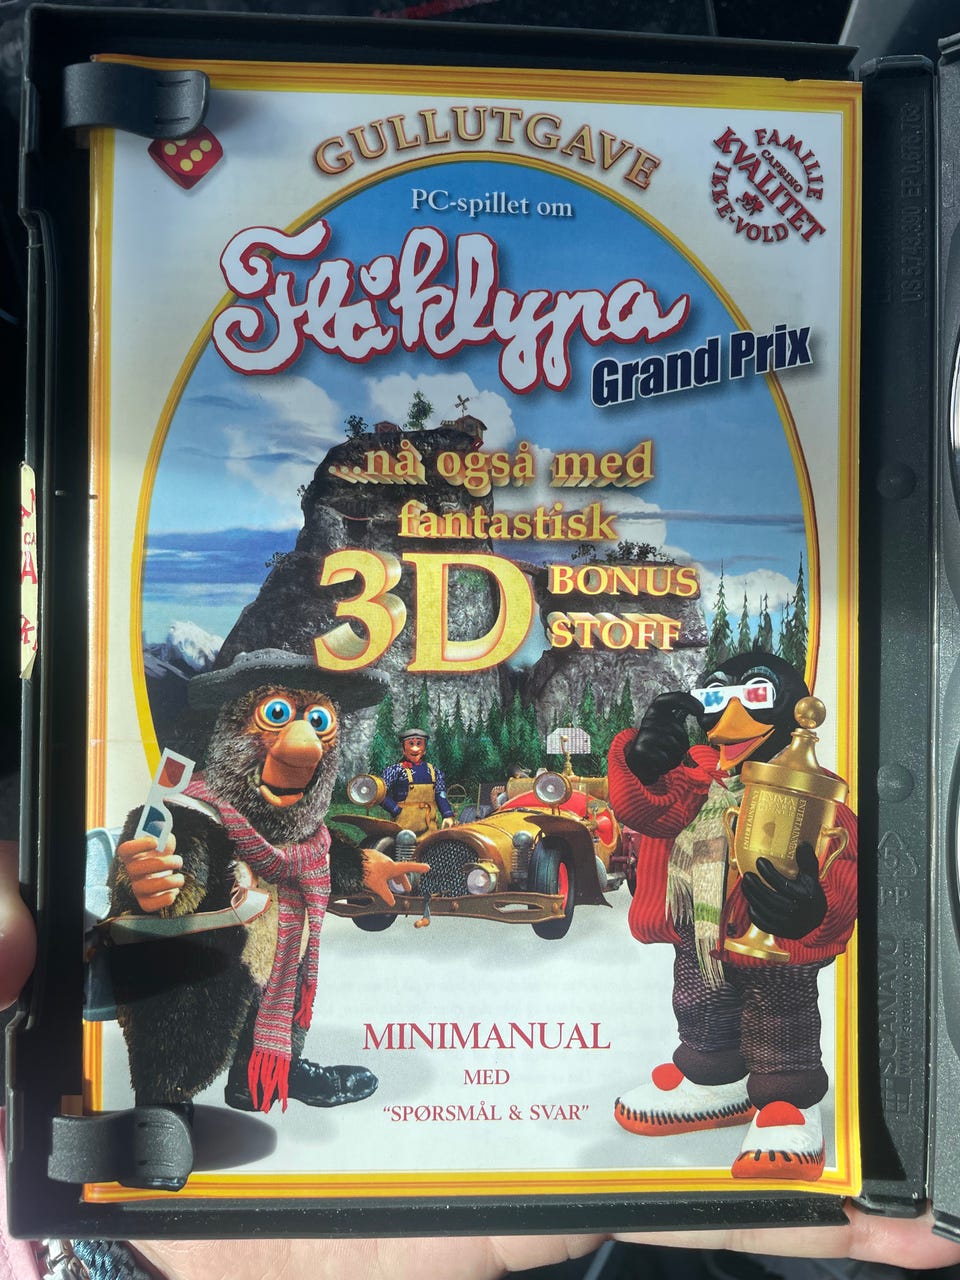 GULLUTGAVE
FAMILIE
CAPRINO
KVALITET
IKKE-VOLD
PC-spillet om
Flåklypa
Grand Prix
...nå også med
fantastisk
3D
BONUS
STOFF
MINIMANUAL
MED
“SPØRSMÅL & SVAR”
SCANAVO